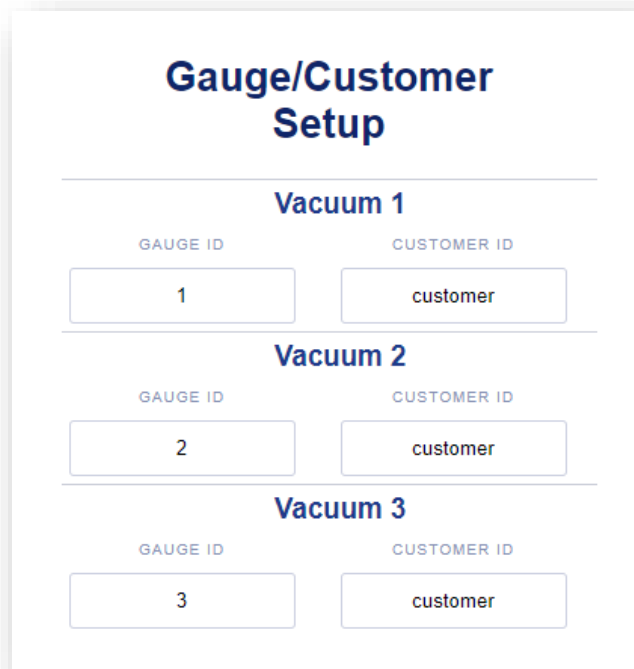 Gauge/Customer
Setup
Vacuum 1
GAUGE ID CUSTOMER ID
1 customer
Vacuum 2
GAUGE ID CUSTOMER ID
2 customer
Vacuum 3
GAUGE ID CUSTOMER ID
3 customer